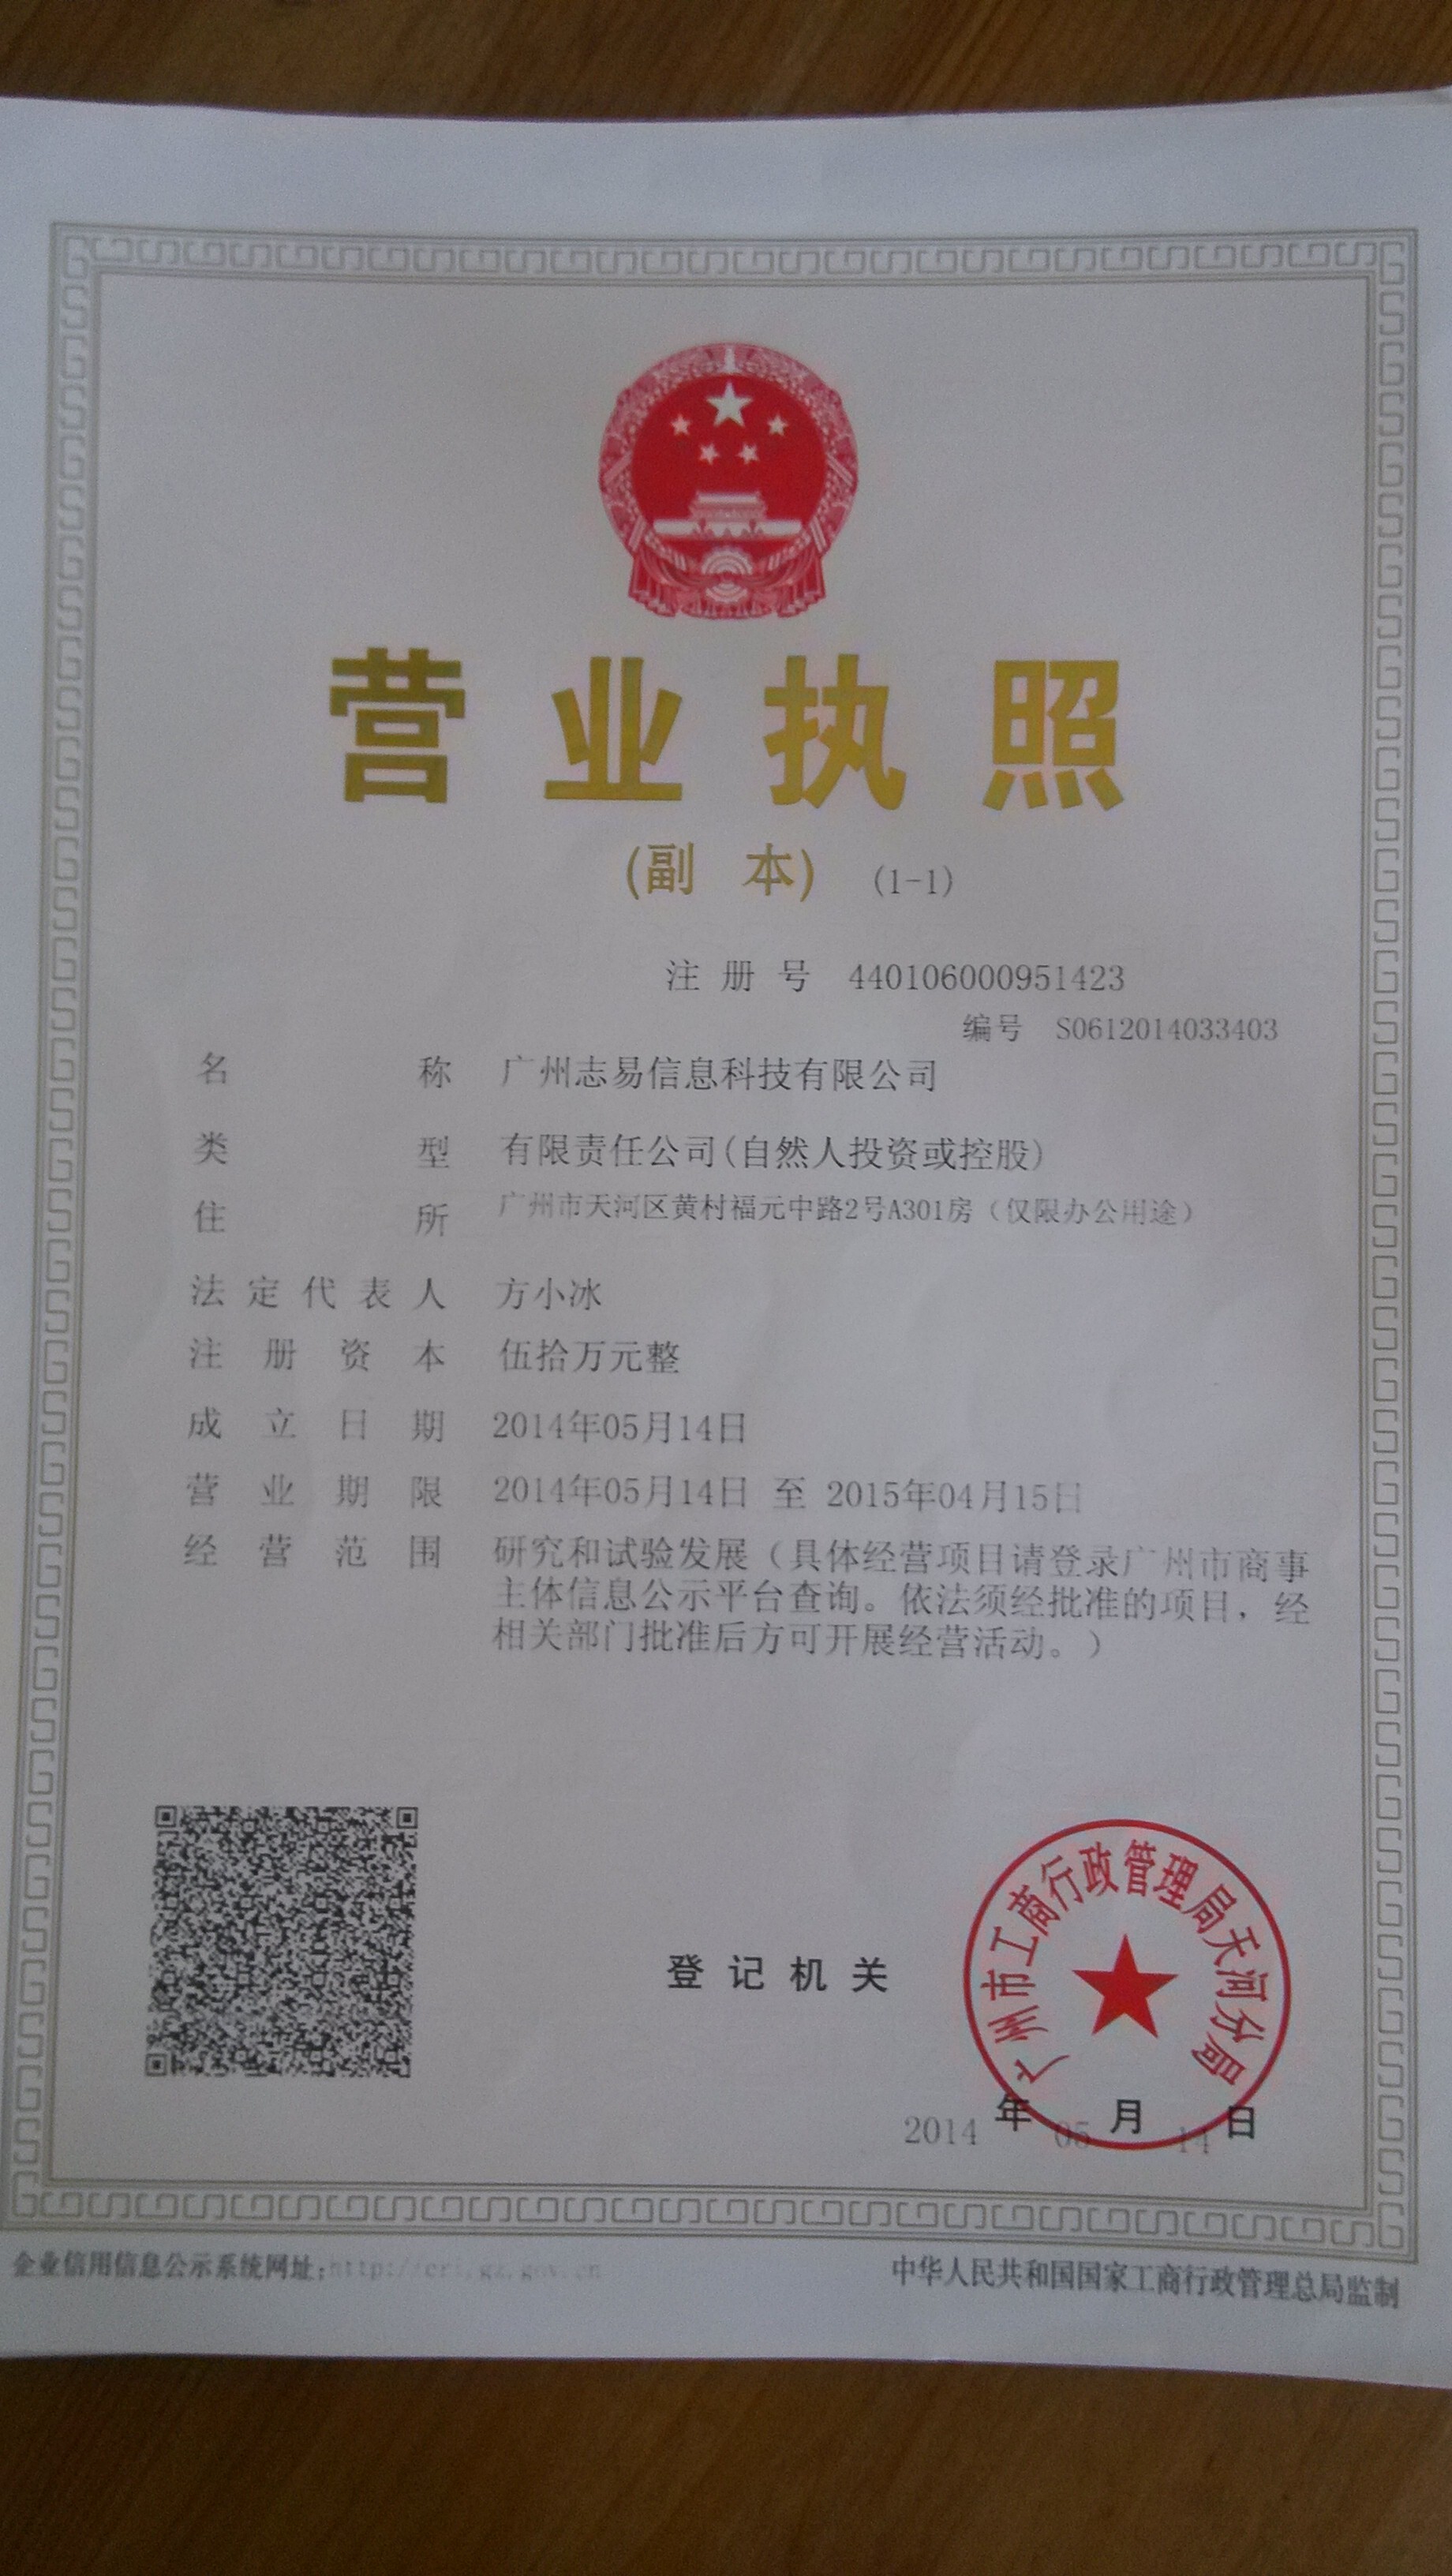 营业执照
(副 本) (1-1)
注 册 号 440106000951423
编号 S0612014033403
名 称 广州志易信息科技有限公司
类 型 有限责任公司(自然人投资或控股)
住 所 广州市天河区黄村福元中路2号A301房（仅限办公用途）
法定代表人 方小冰
注 册 资 本 伍拾万元整
成 立 日 期 2014年05月14日
营 业 期 限 2014年05月14日 至 2015年04月15日
经 营 范 围 研究和试验发展（具体经营项目请登录广州市商事
主体信息公示平台查询。依法须经批准的项目，经
相关部门批准后方可开展经营活动。）
广州市工商行政管理局天河分局
登 记 机 关
2014 年 05 月 14 日
企业信用信息公示系统网址：http://cri.gz.gov.cn
中华人民共和国国家工商行政管理总局监制